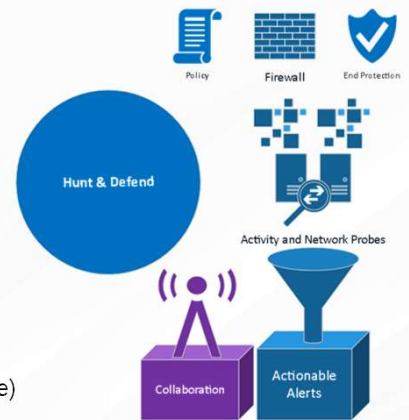 Policy
Firewall
End Protection
Hunt & Defend
Activity and Network Probes
Collaboration
Actionable
Alerts
e)